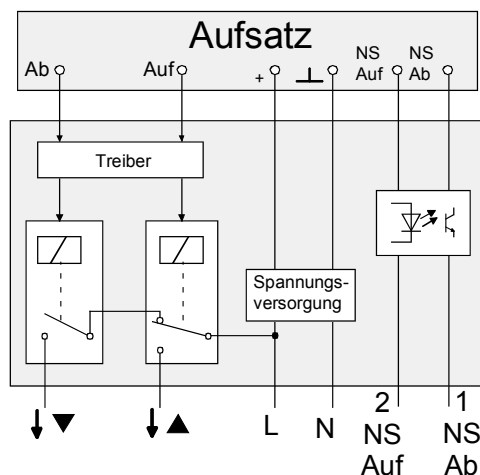 Aufsatz
Ab
Auf
+
NS
Auf
NS
Ab
Treiber
Spannungs-
versorgung
L
N
2
NS
Auf
1
NS
Ab